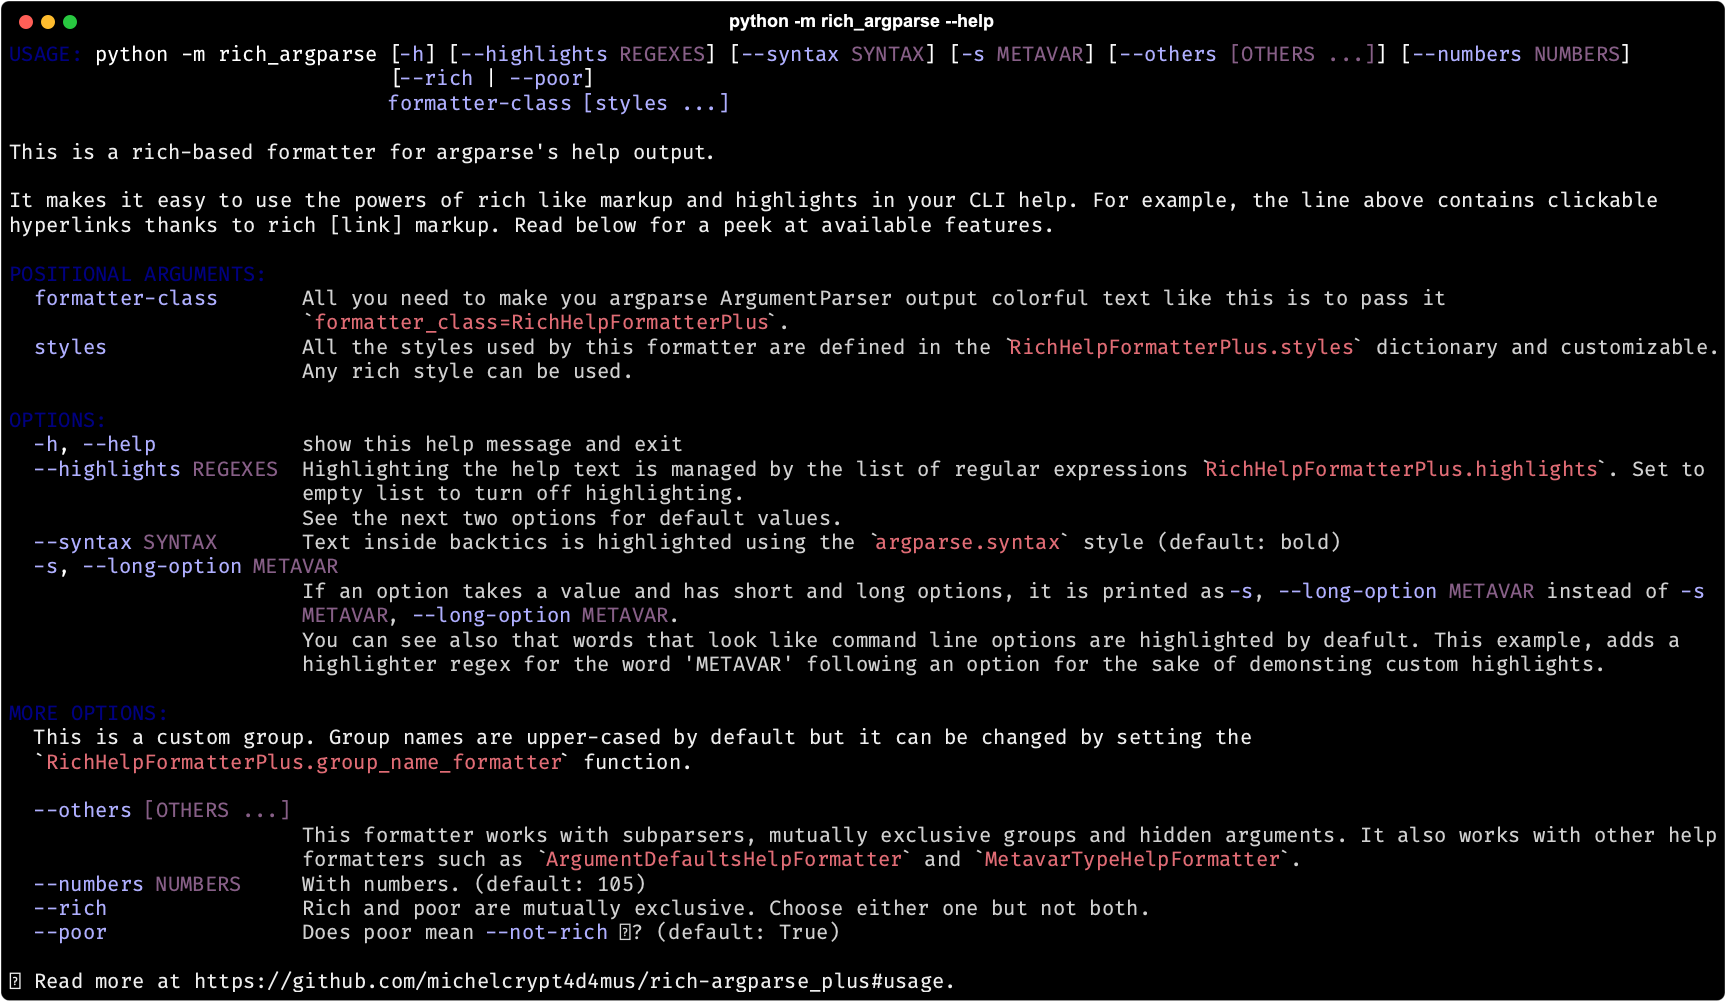 python -m rich_argparse --help
USAGE: python -m rich_argparse [-h] [--highlights REGEXES] [--syntax SYNTAX] [-s METAVAR] [--others [OTHERS ...]] [--numbers NUMBERS]
[--rich | --poor]
formatter-class [styles ...]
This is a rich-based formatter for argparse's help output.
It makes it easy to use the powers of rich like markup and highlights in your CLI help. For example, the line above contains clickable
hyperlinks thanks to rich [link] markup. Read below for a peek at available features.
POSITIONAL ARGUMENTS:
formatter-class All you need to make you argparse ArgumentParser output colorful text like this is to pass it
`formatter_class=RichHelpFormatterPlus`.
styles All the styles used by this formatter are defined in the `RichHelpFormatterPlus.styles` dictionary and customizable.
Any rich style can be used.
OPTIONS:
-h, --help show this help message and exit
--highlights REGEXES Highlighting the help text is managed by the list of regular expressions `RichHelpFormatterPlus.highlights`. Set to
empty list to turn off highlighting.
See the next two options for default values.
--syntax SYNTAX Text inside backtics is highlighted using the `argparse.syntax` style (default: bold)
-s, --long-option METAVAR
If an option takes a value and has short and long options, it is printed as -s, --long-option METAVAR instead of -s
METAVAR, --long-option METAVAR.
You can see also that words that look like command line options are highlighted by deafult. This example, adds a
highlighter regex for the word 'METAVAR' following an option for the sake of demonsting custom highlights.
MORE OPTIONS:
This is a custom group. Group names are upper-cased by default but it can be changed by setting the
`RichHelpFormatterPlus.group_name_formatter` function.
--others [OTHERS ...]
This formatter works with subparsers, mutually exclusive groups and hidden arguments. It also works with other help
formatters such as `ArgumentDefaultsHelpFormatter` and `MetavarTypeHelpFormatter`.
--numbers NUMBERS With numbers. (default: 105)
--rich Rich and poor are mutually exclusive. Choose either one but not both.
--poor Does poor mean --not-rich ? (default: True)
Read more at https://github.com/michelcrypt4d4mus/rich-argparse_plus#usage.